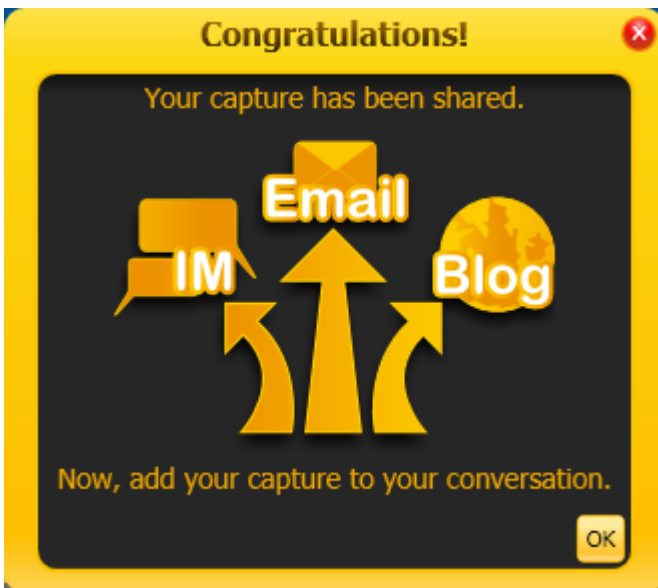 Congratulations!
Your capture has been shared.
Email
IM
Blog
Now, add your capture to your conversation.
OK